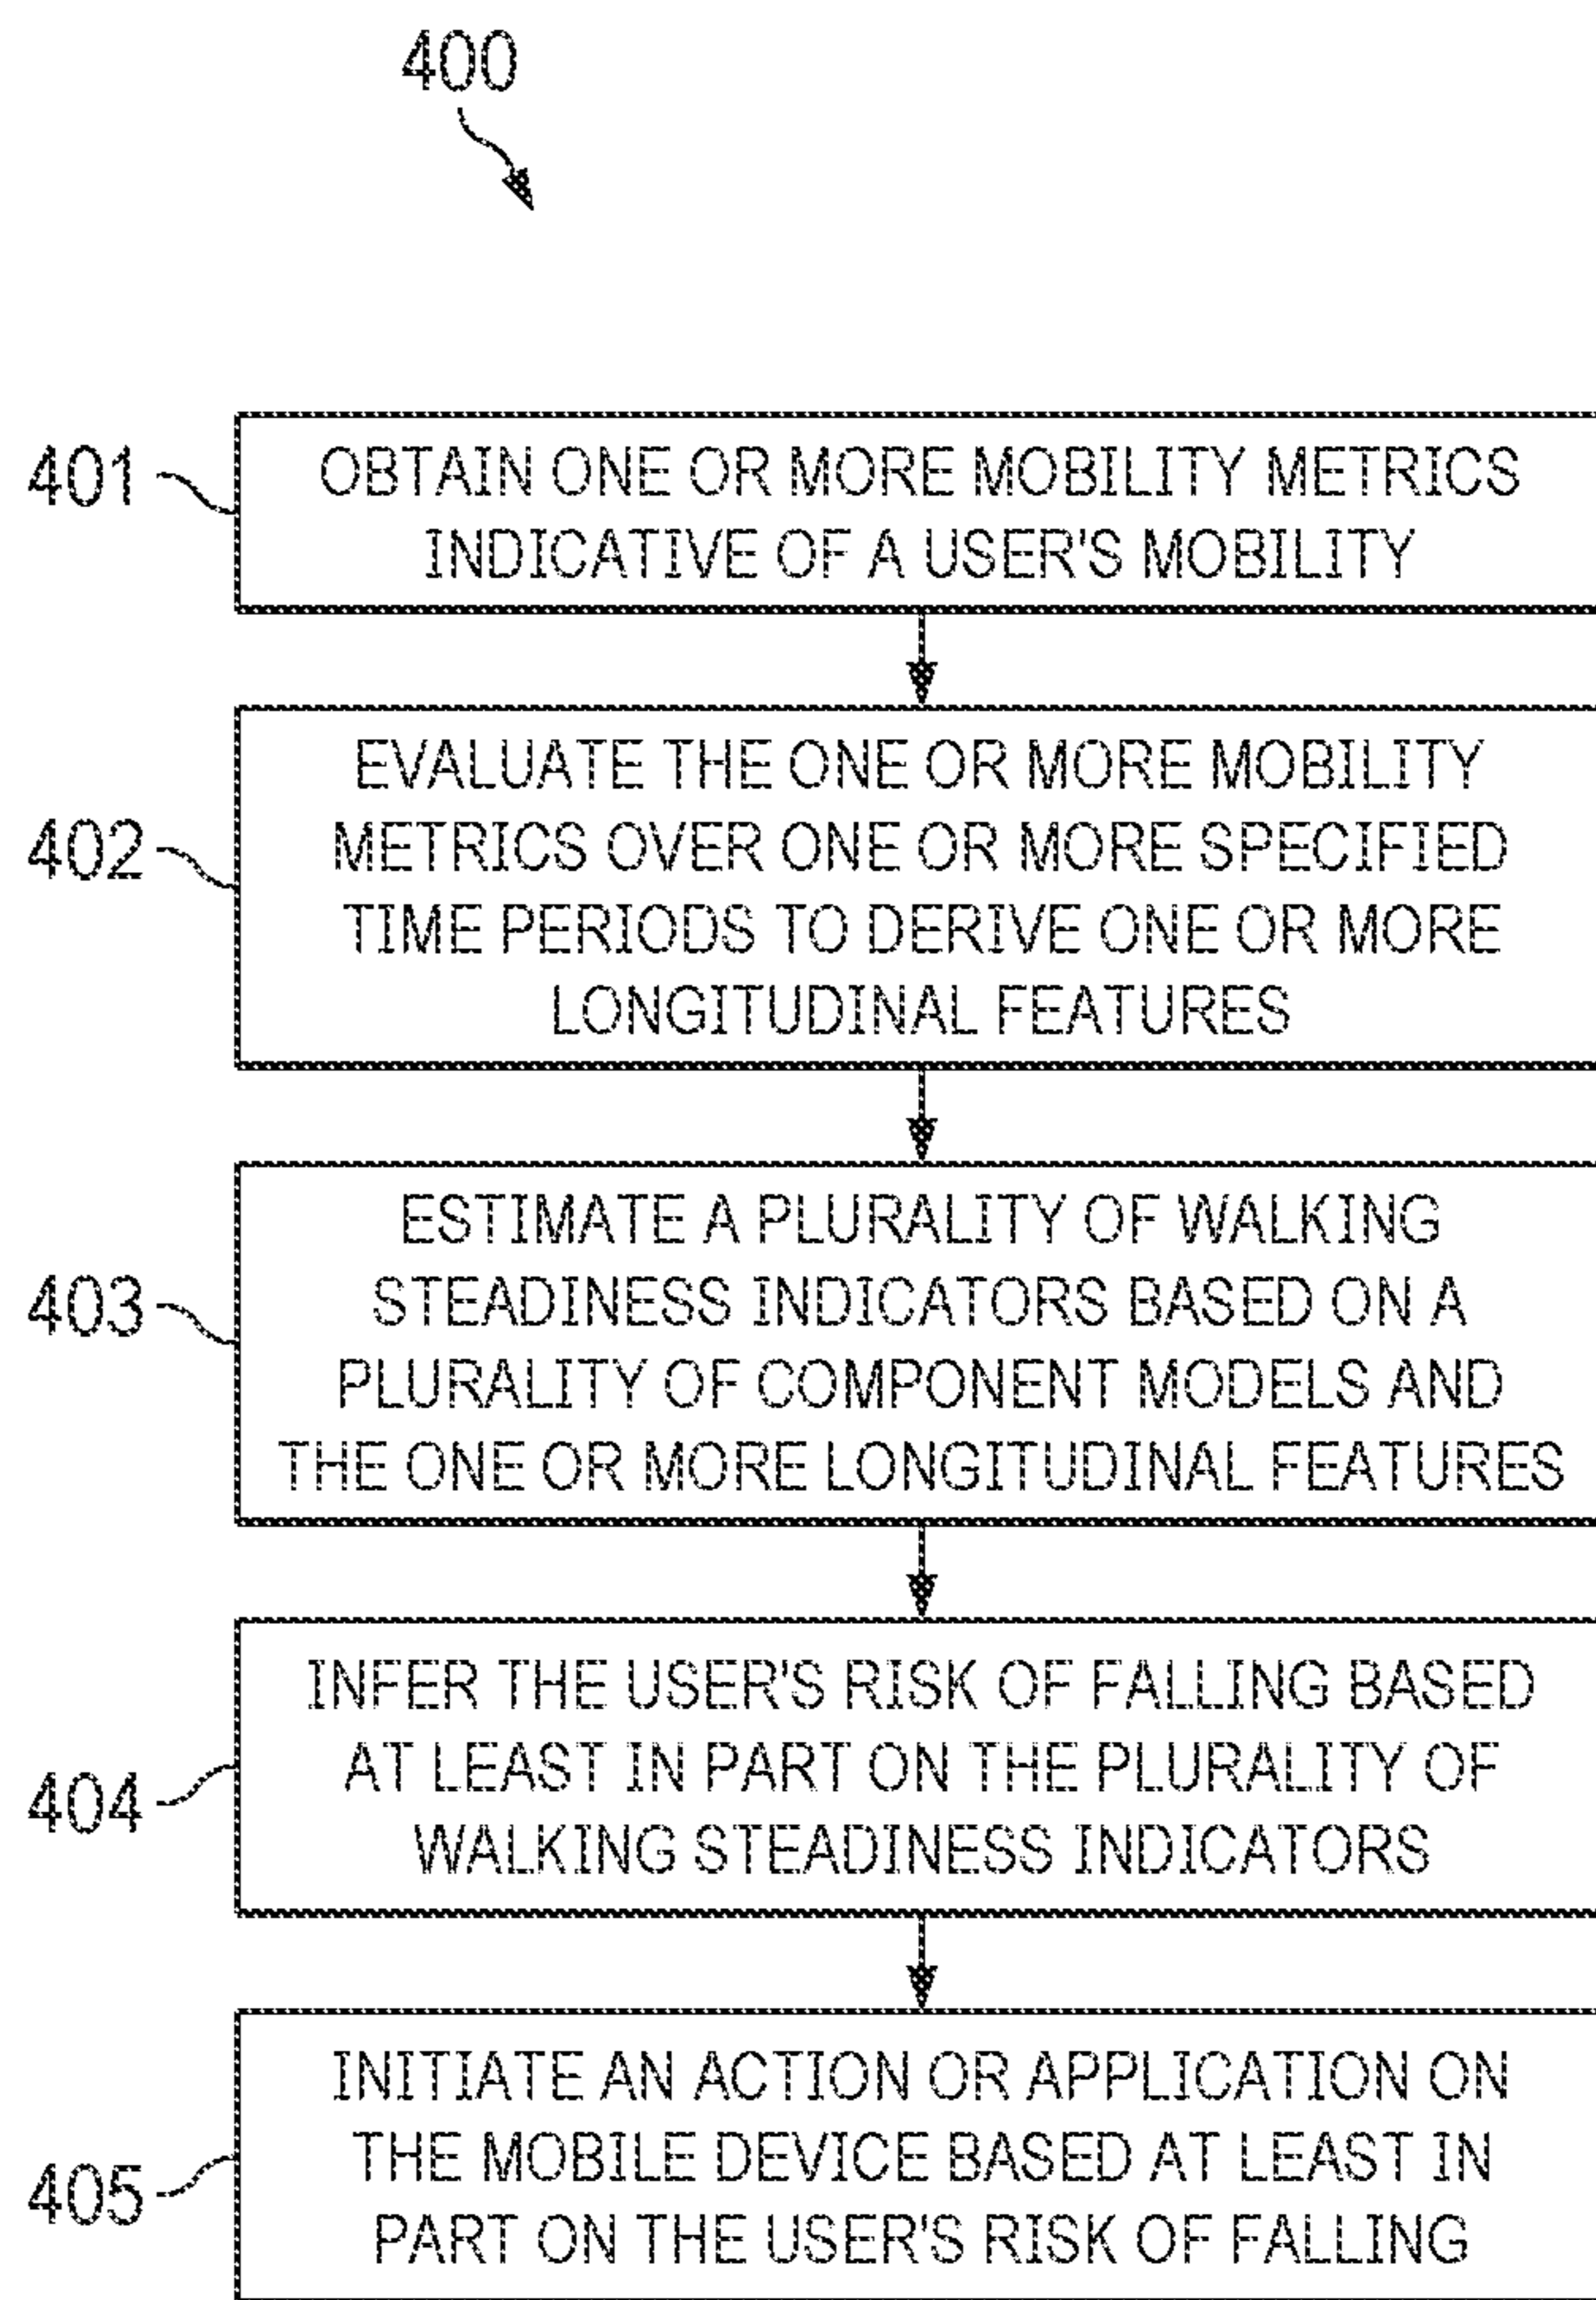 400
401
OBTAIN ONE OR MORE MOBILITY METRICS
INDICATIVE OF A USER'S MOBILITY
402
EVALUATE THE ONE OR MORE MOBILITY
METRICS OVER ONE OR MORE SPECIFIED
TIME PERIODS TO DERIVE ONE OR MORE
LONGITUDINAL FEATURES
403
ESTIMATE A PLURALITY OF WALKING
STEADINESS INDICATORS BASED ON A
PLURALITY OF COMPONENT MODELS AND
THE ONE OR MORE LONGITUDINAL FEATURES
404
INFER THE USER'S RISK OF FALLING BASED
AT LEAST IN PART ON THE PLURALITY OF
WALKING STEADINESS INDICATORS
405
INITIATE AN ACTION OR APPLICATION ON
THE MOBILE DEVICE BASED AT LEAST IN
PART ON THE USER'S RISK OF FALLING